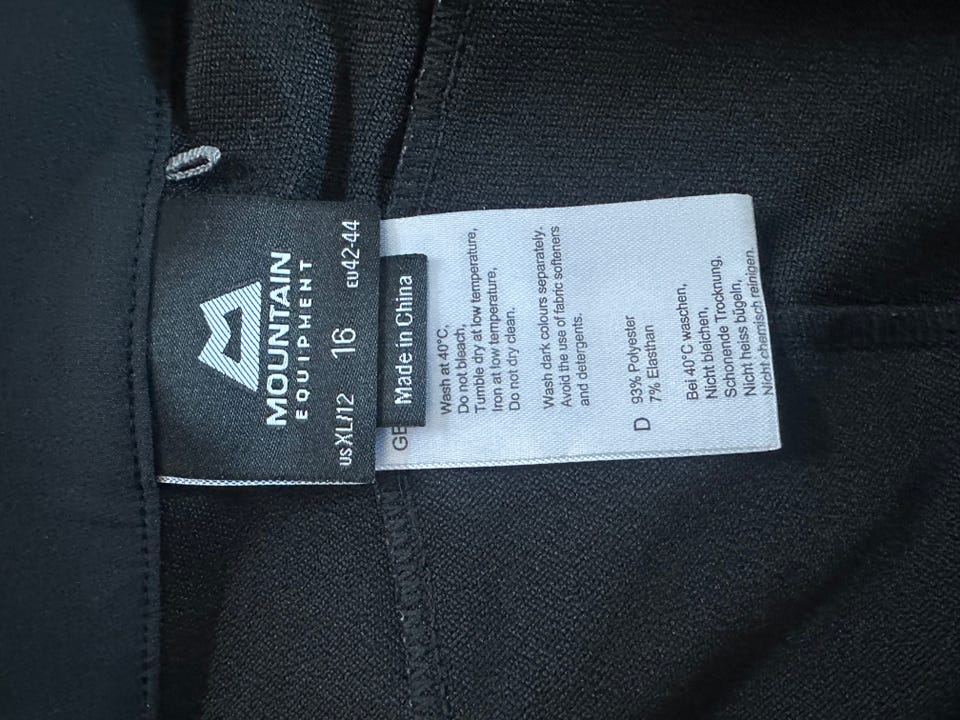 MOUNTAIN
EQUIPMENT
US XL/12 16 EU 42-44
Made in China
Wash at 40°C,
Do not bleach,
Tumble dry at low temperature,
Iron at low temperature,
Do not dry clean.
Wash dark colours separately.
Avoid the use of fabric softeners
and detergents.
D 93% Polyester
7% Elasthan
Bei 40°C waschen,
Nicht bleichen,
Schonende Trocknung,
Nicht heiss bügeln,
Nicht chemisch reinigen.